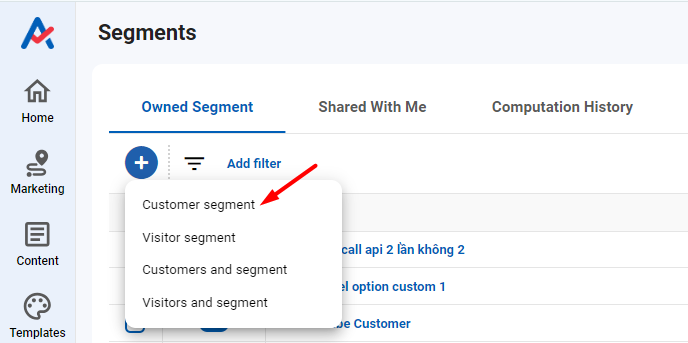 Segments
Home
Marketing
Content
Templates
Owned Segment
Shared With Me
Computation History
Add filter
Customer segment
Visitor segment
Customers and segment
Visitors and segment
call api 2 lần không 2
option custom 1
Customer